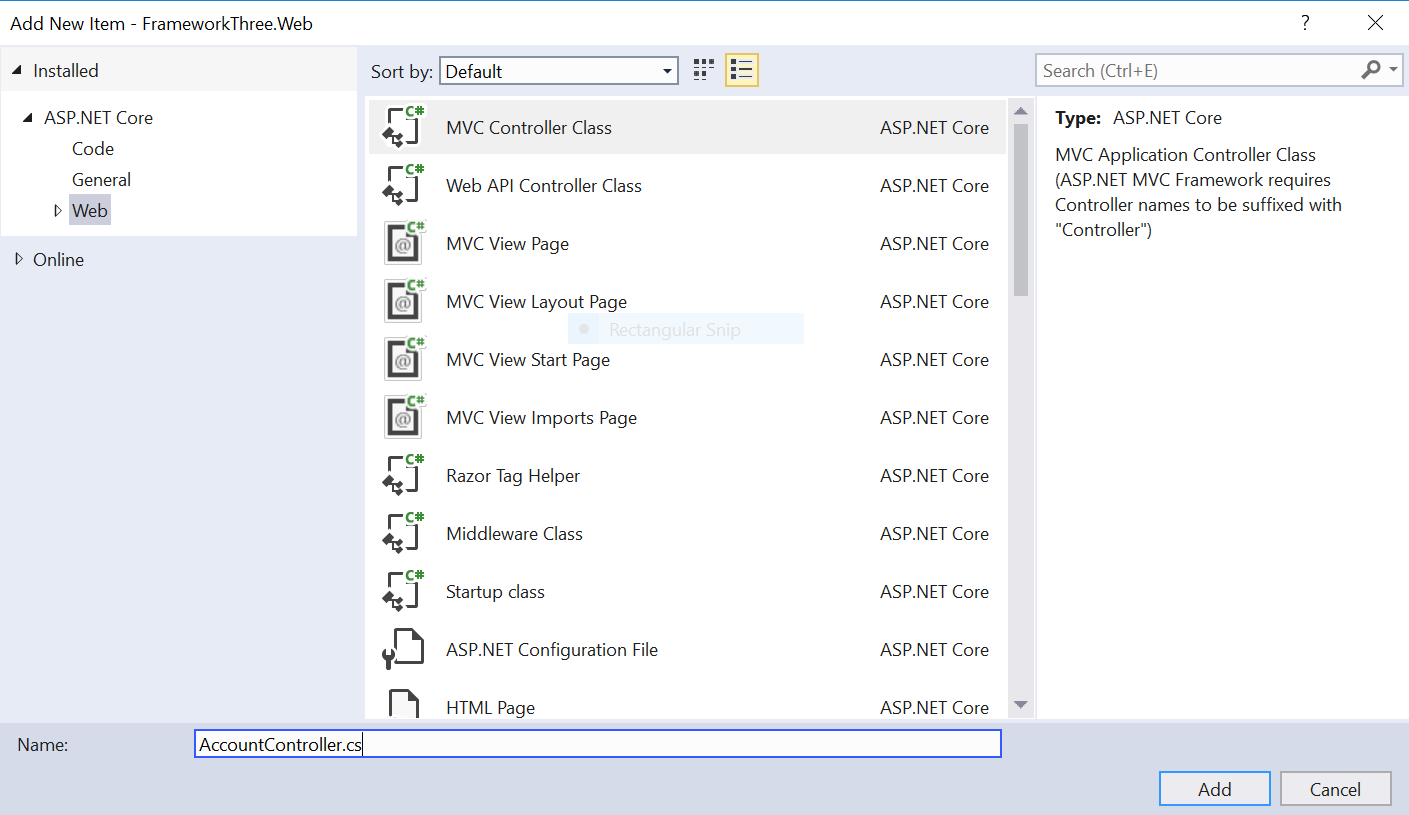 Add New Item - FrameworkThree.Web
?
Installed
ASP.NET Core
Code
General
Web
Online
Sort by: Default
Search (Ctrl+E)
C# MVC Controller Class ASP.NET Core
C# Web API Controller Class ASP.NET Core
C# @ MVC View Page ASP.NET Core
C# @ MVC View Layout Page ASP.NET Core
Rectangular Snip
C# @ MVC View Start Page ASP.NET Core
C# @ MVC View Imports Page ASP.NET Core
C# Razor Tag Helper ASP.NET Core
C# Middleware Class ASP.NET Core
C# Startup class ASP.NET Core
ASP.NET Configuration File ASP.NET Core
HTML Page ASP.NET Core
Type: ASP.NET Core
MVC Application Controller Class
(ASP.NET MVC Framework requires
Controller names to be suffixed with
"Controller")
Name: AccountController.cs
Add Cancel